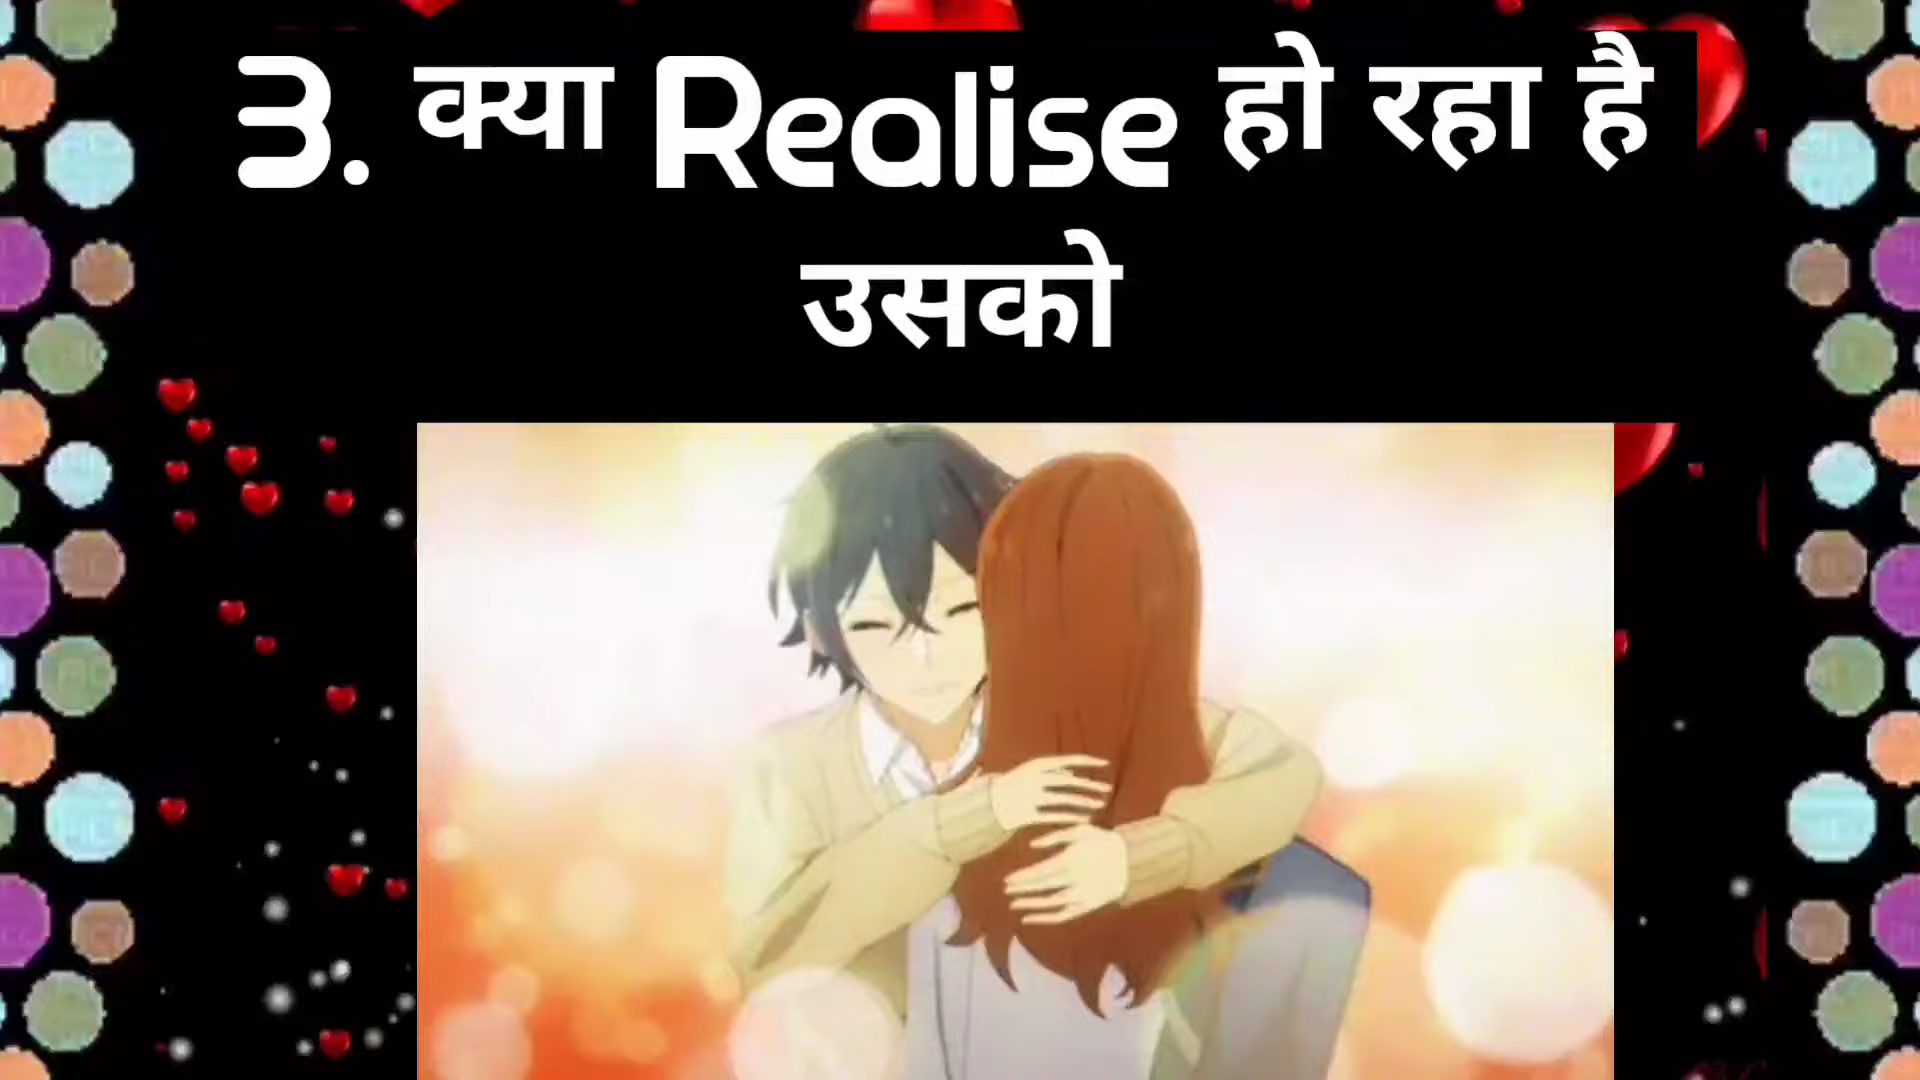 3. क्या Realise हो रहा है
उसको